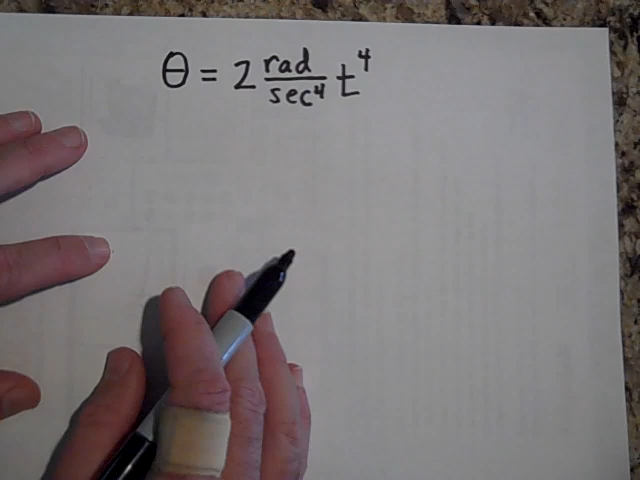 θ = 2 rad/sec⁴ t⁴